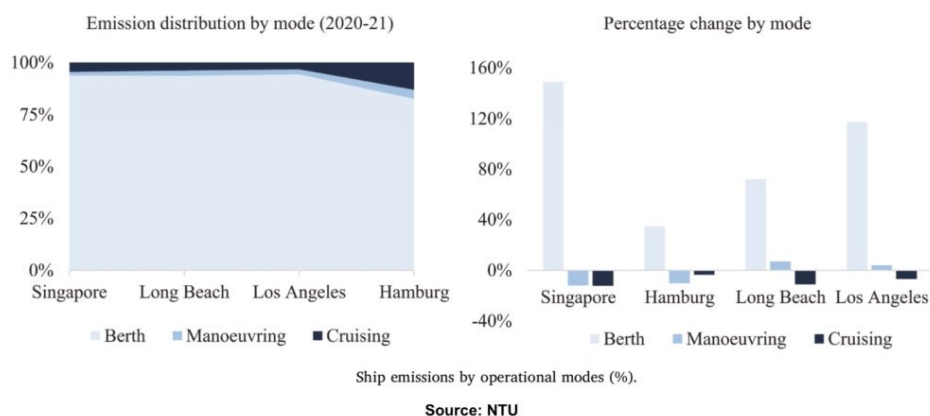 Emission distribution by mode (2020-21)
100%
75%
50%
25%
0%
Singapore Long Beach Los Angeles Hamburg
Berth Manoeuvring Cruising
Percentage change by mode
160%
120%
80%
40%
0%
-40%
Singapore Hamburg Long Beach Los Angeles
Berth Manoeuvring Cruising
Ship emissions by operational modes (%).
Source: NTU